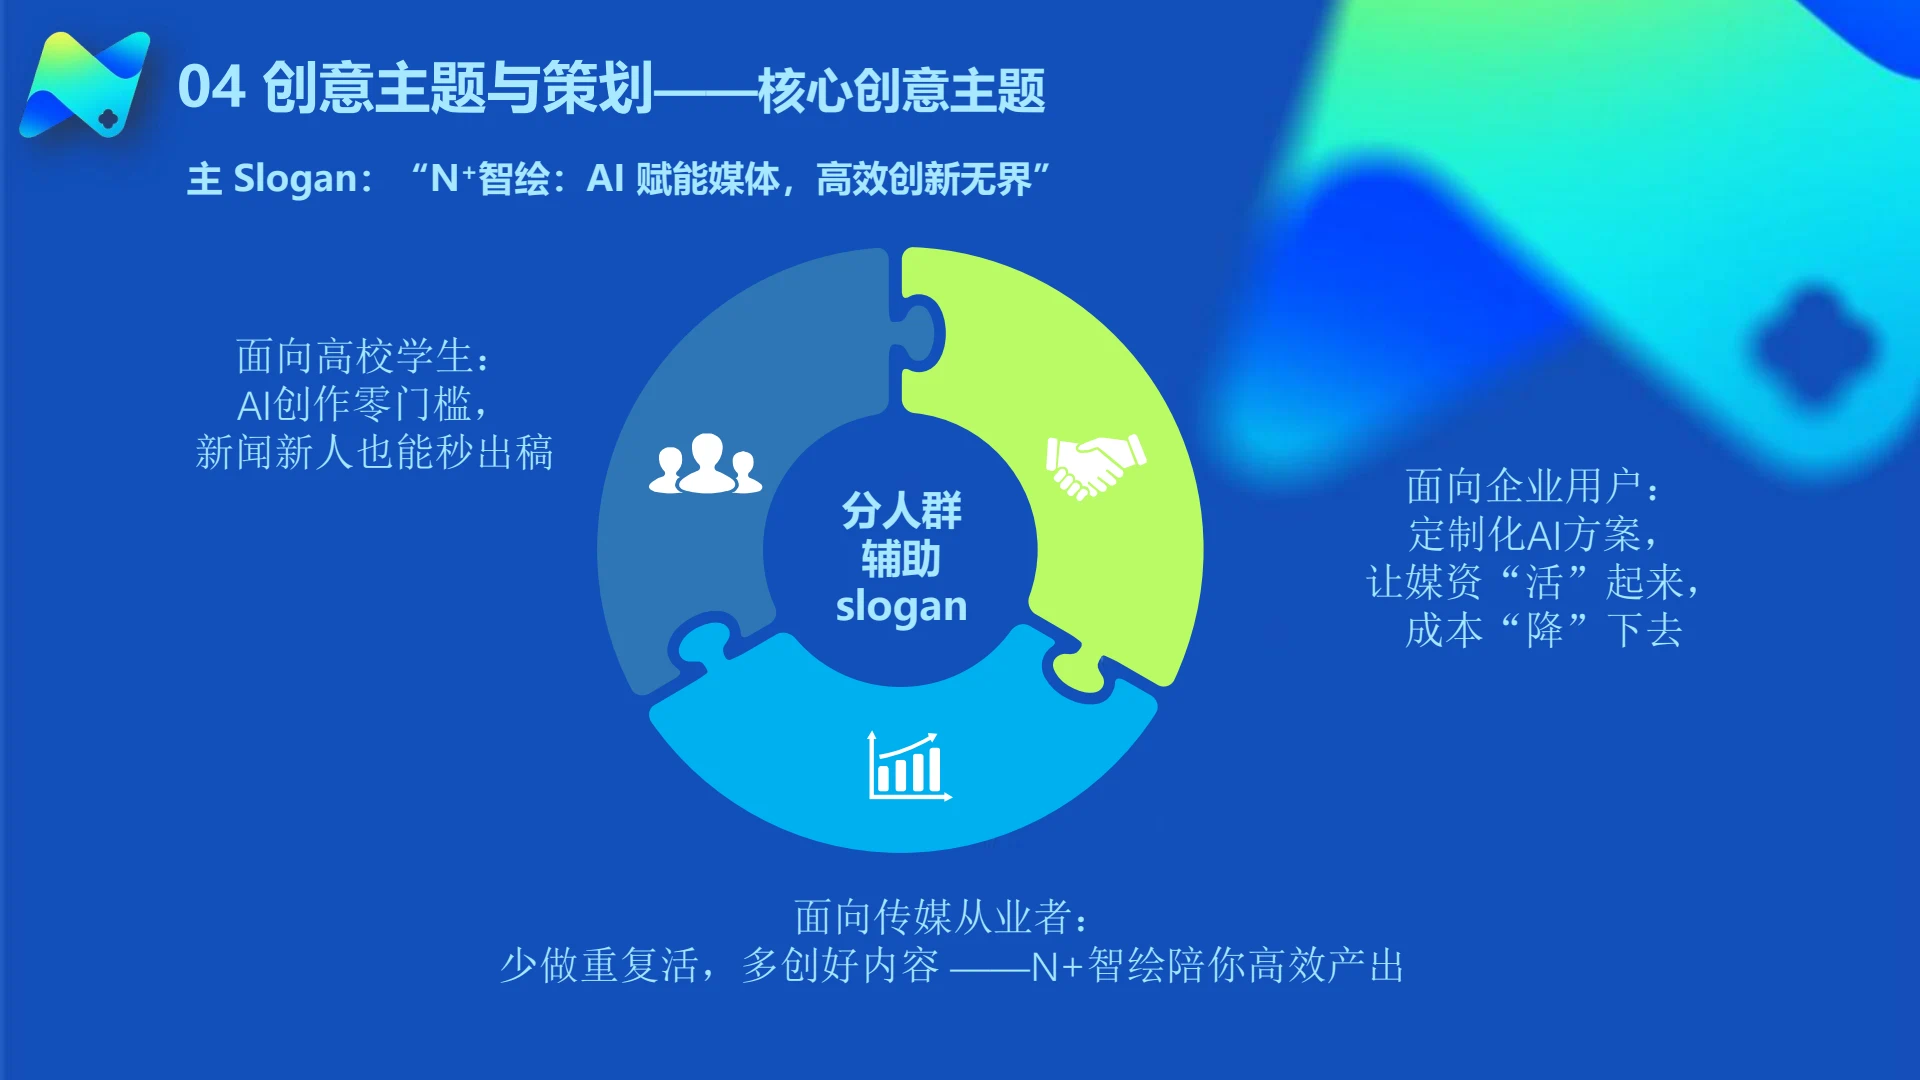 04 创意主题与策划——核心创意主题
主 Slogan：“N⁺智绘：AI 赋能媒体，高效创新无界”
面向高校学生：
AI创作零门槛，
新闻新人也能秒出稿
分人群
辅助
slogan
面向企业用户：
定制化AI方案，
让媒资“活”起来，
成本“降”下去
面向传媒从业者：
少做重复活，多创好内容 ——N+智绘陪你高效产出